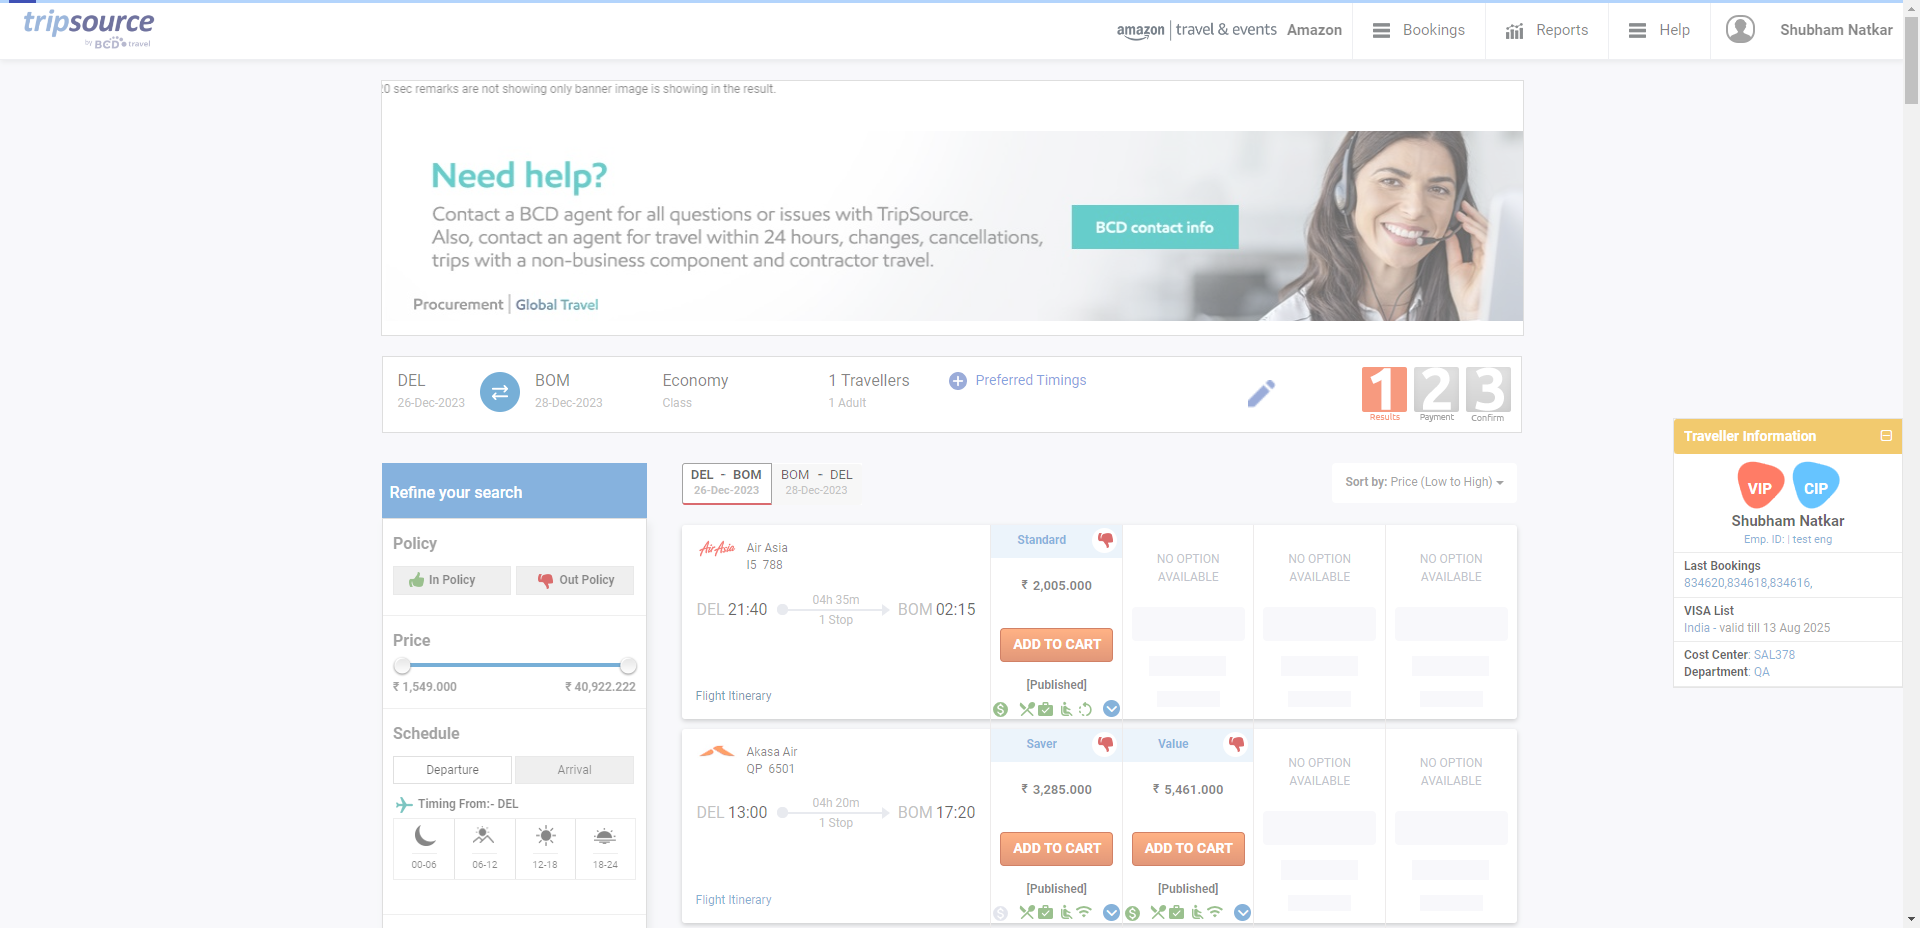 tripsource
by BCD travel
amazon | travel & events Amazon
Bookings
Reports
Help
Shubham Natkar
0 sec remarks are not showing only banner image is showing in the result.
Need help?
Contact a BCD agent for all questions or issues with TripSource.
Also, contact an agent for travel within 24 hours, changes, cancellations,
trips with a non-business component and contractor travel.
BCD contact info
Procurement | Global Travel
DEL
26-Dec-2023
BOM
28-Dec-2023
Economy
Class
1 Travellers
1 Adult
Preferred Timings
1 2 3
Results Payment Confirm
Refine your search
Policy
In Policy
Out Policy
Price
₹ 1,549.000
₹ 40,922.222
Schedule
Departure
Arrival
Timing From:- DEL
00-06
06-12
12-18
18-24
DEL - BOM
26-Dec-2023
BOM - DEL
28-Dec-2023
Sort by: Price (Low to High)
AirAsia
Air Asia
I5 788
DEL 21:40
04h 35m
1 Stop
BOM 02:15
Flight Itinerary
Standard
₹ 2,005.000
ADD TO CART
[Published]
NO OPTION
AVAILABLE
NO OPTION
AVAILABLE
NO OPTION
AVAILABLE
Akasa Air
QP 6501
DEL 13:00
04h 20m
1 Stop
BOM 17:20
Flight Itinerary
Saver
₹ 3,285.000
ADD TO CART
[Published]
Value
₹ 5,461.000
ADD TO CART
[Published]
NO OPTION
AVAILABLE
NO OPTION
AVAILABLE
Traveller Information
VIP
CIP
Shubham Natkar
Emp. ID: | test eng
Last Bookings
834620,834618,834616,
VISA List
India - valid till 13 Aug 2025
Cost Center: SAL378
Department: QA